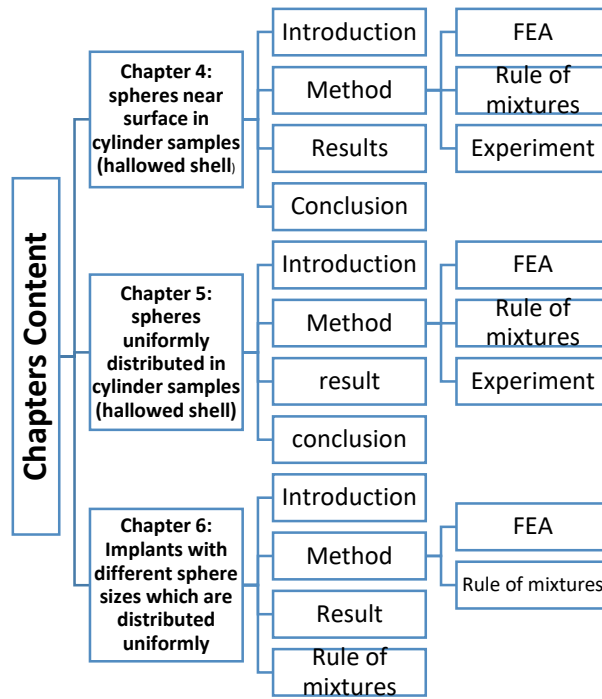 Chapters Content
Chapter 4:
spheres near
surface in
cylinder samples
(hallowed shell)
Introduction
Method
Results
Conclusion
FEA
Rule of
mixtures
Experiment
Chapter 5:
spheres
uniformly
distributed in
cylinder samples
(hallowed shell)
Introduction
Method
result
conclusion
FEA
Rule of
mixtures
Experiment
Chapter 6:
Implants with
different sphere
sizes which are
distributed
uniformly
Introduction
Method
Result
Rule of
mixtures
FEA
Rule of mixtures